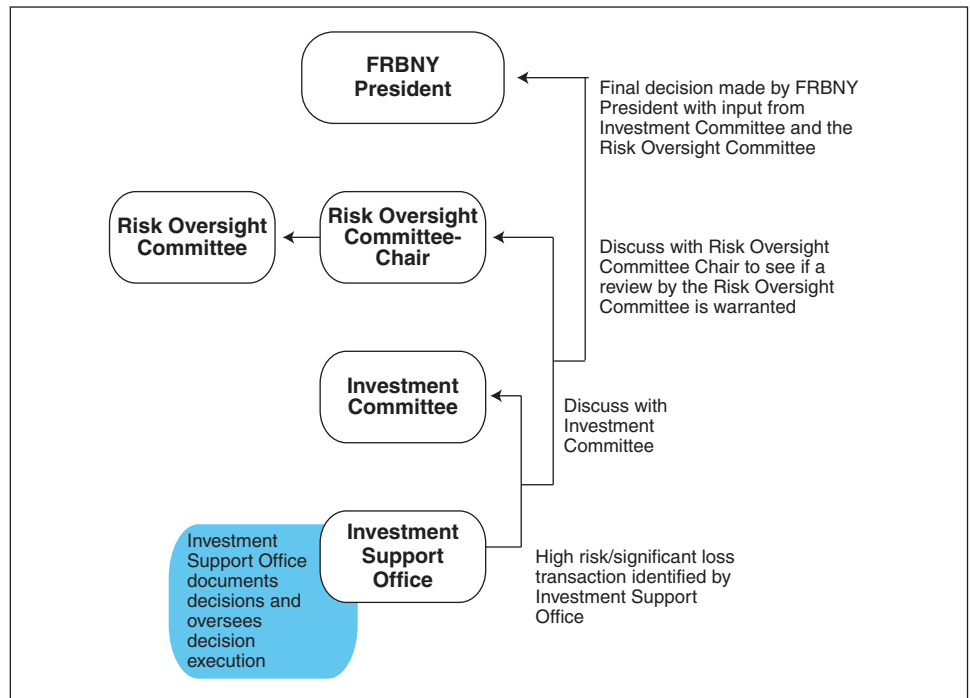 FRBNY
President
Final decision made by FRBNY
President with input from
Investment Committee and the
Risk Oversight Committee
Risk Oversight
Committee
Risk Oversight
Committee-
Chair
Discuss with Risk Oversight
Committee Chair to see if a
review by the Risk Oversight
Committee is warranted
Investment
Committee
Discuss with
Investment
Committee
Investment
Support Office
documents
decisions and
oversees
decision
execution
Investment
Support
Office
High risk/significant loss
transaction identified by
Investment Support
Office